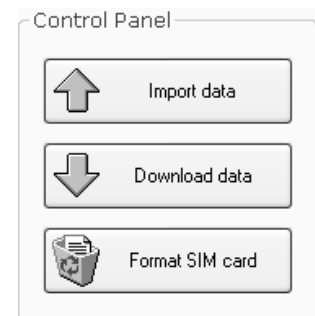 Control Panel
Import data
Download data
Format SIM card